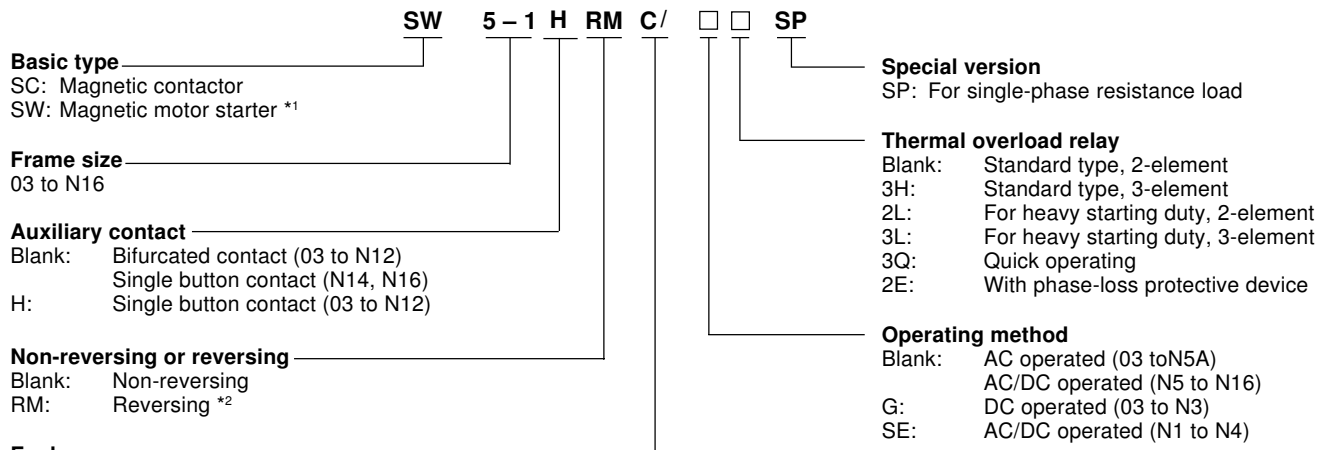 SW 5 – 1 H RM C/ □ □ SP
Basic type
SC: Magnetic contactor
SW: Magnetic motor starter *1
Frame size
03 to N16
Auxiliary contact
Blank: Bifurcated contact (03 to N12)
Single button contact (N14, N16)
H: Single button contact (03 to N12)
Non-reversing or reversing
Blank: Non-reversing
RM: Reversing *2
Special version
SP: For single-phase resistance load
Thermal overload relay
Blank: Standard type, 2-element
3H: Standard type, 3-element
2L: For heavy starting duty, 2-element
3L: For heavy starting duty, 3-element
3Q: Quick operating
2E: With phase-loss protective device
Operating method
Blank: AC operated (03 toN5A)
AC/DC operated (N5 to N16)
G: DC operated (03 to N3)
SE: AC/DC operated (N1 to N4)